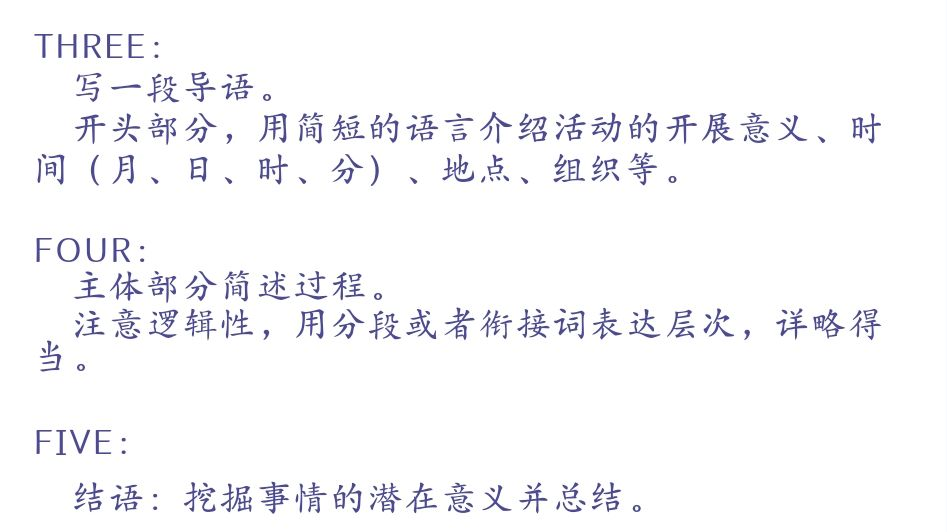 THREE:
写一段导语。
开头部分，用简短的语言介绍活动的开展意义、时
间（月、日、时、分）、地点、组织等。
FOUR:
主体部分简述过程。
注意逻辑性，用分段或者衔接词表达层次，详略得
当。
FIVE:
结语：挖掘事情的潜在意义并总结。